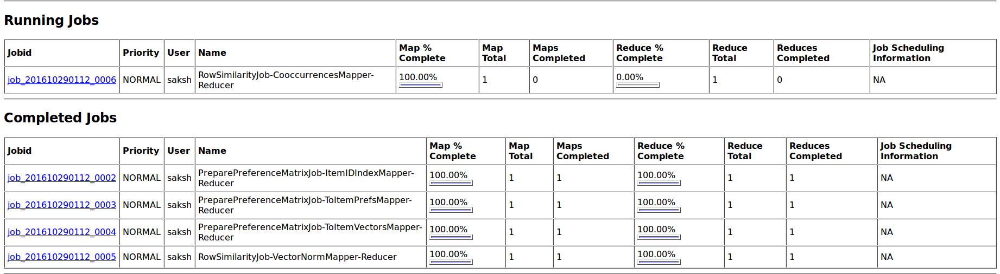 Running Jobs
Jobid Priority User Name Map % Complete Map Total Maps Completed Reduce % Complete Reduce Total Reduces Completed Job Scheduling Information
job_201610290112_0006 NORMAL saksh RowSimilarityJob-CooccurrencesMapper-Reducer 100.00% 1 0 0.00% 1 0 NA
Completed Jobs
Jobid Priority User Name Map % Complete Map Total Maps Completed Reduce % Complete Reduce Total Reduces Completed Job Scheduling Information
job_201610290112_0002 NORMAL saksh PreparePreferenceMatrixJob-ItemIDIndexMapper-Reducer 100.00% 1 1 100.00% 1 1 NA
job_201610290112_0003 NORMAL saksh PreparePreferenceMatrixJob-ToItemPrefsMapper-Reducer 100.00% 1 1 100.00% 1 1 NA
job_201610290112_0004 NORMAL saksh PreparePreferenceMatrixJob-ToItemVectorsMapper-Reducer 100.00% 1 1 100.00% 1 1 NA
job_201610290112_0005 NORMAL saksh RowSimilarityJob-VectorNormMapper-Reducer 100.00% 1 1 100.00% 1 1 NA